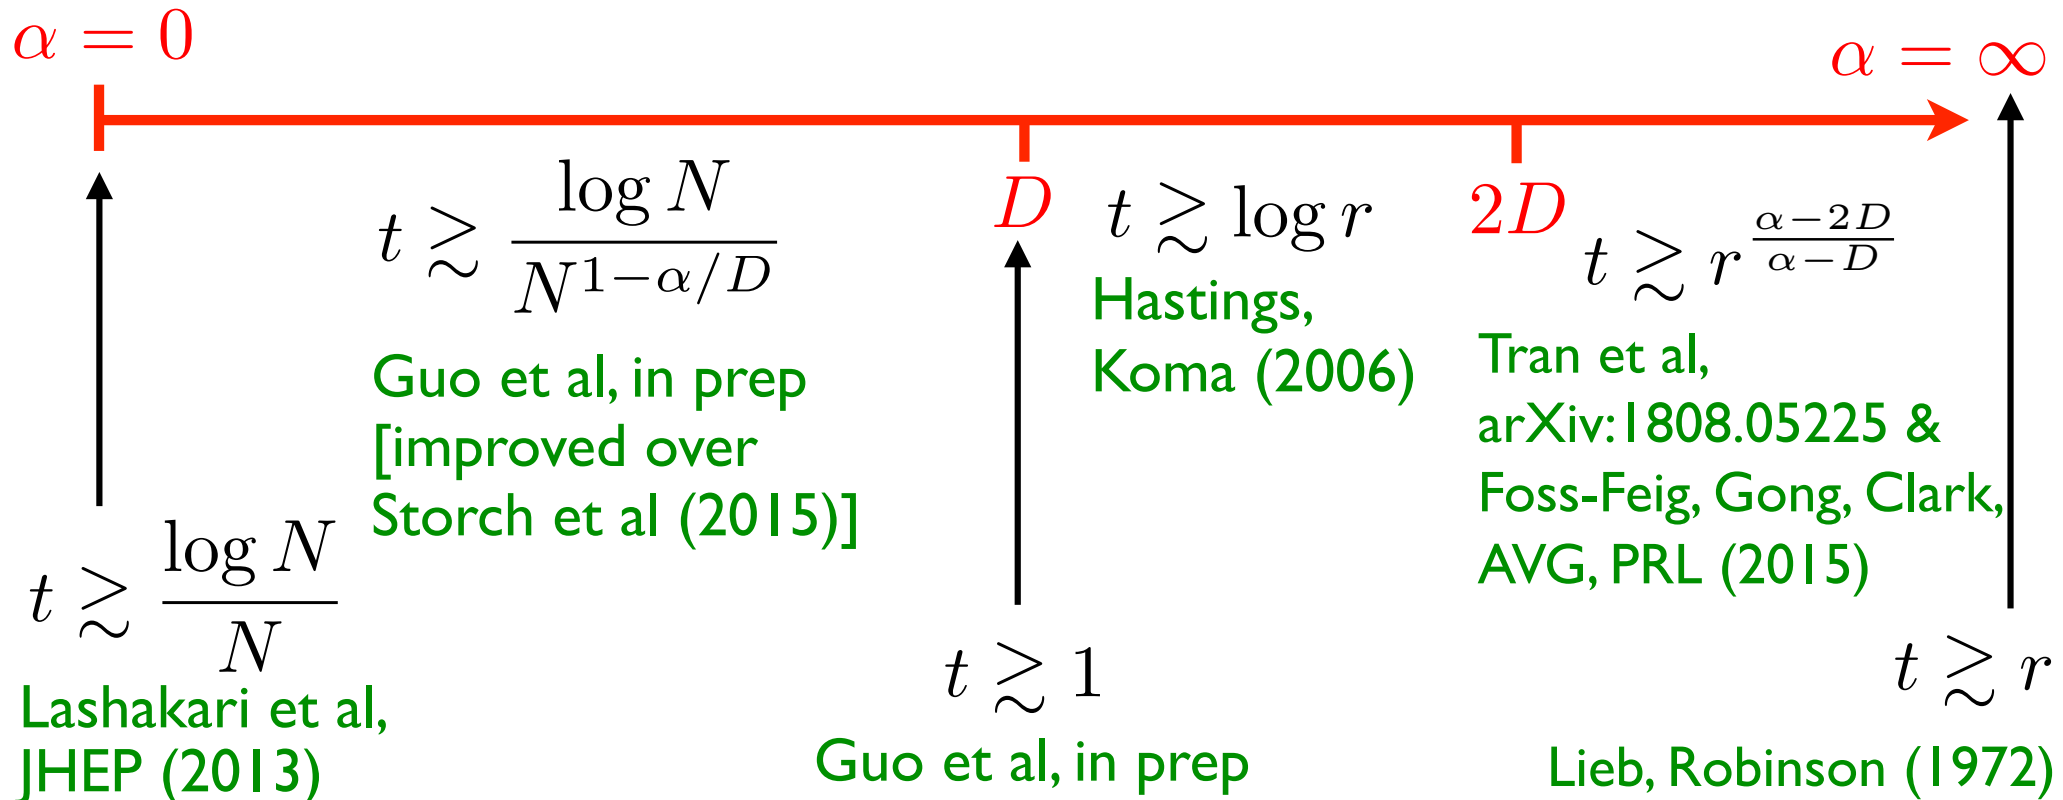 α = 0
α = ∞
D
2D
t ≳ log N / N^{1−α/D}
Guo et al, in prep
[improved over
Storch et al (2015)]
t ≳ log r
Hastings,
Koma (2006)
t ≳ r^{\frac{α−2D}{α−D}}
Tran et al,
arXiv:1808.05225 &
Foss-Feig, Gong, Clark,
AVG, PRL (2015)
t ≳ log N / N
Lashakari et al,
JHEP (2013)
t ≳ 1
Guo et al, in prep
t ≳ r
Lieb, Robinson (1972)